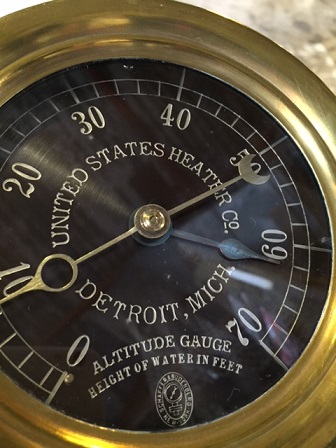 0
10
20
30
40
50
60
70
UNITED STATES HEATER CO.
DETROIT, MICH.
ALTITUDE GAUGE
HEIGHT OF WATER IN FEET